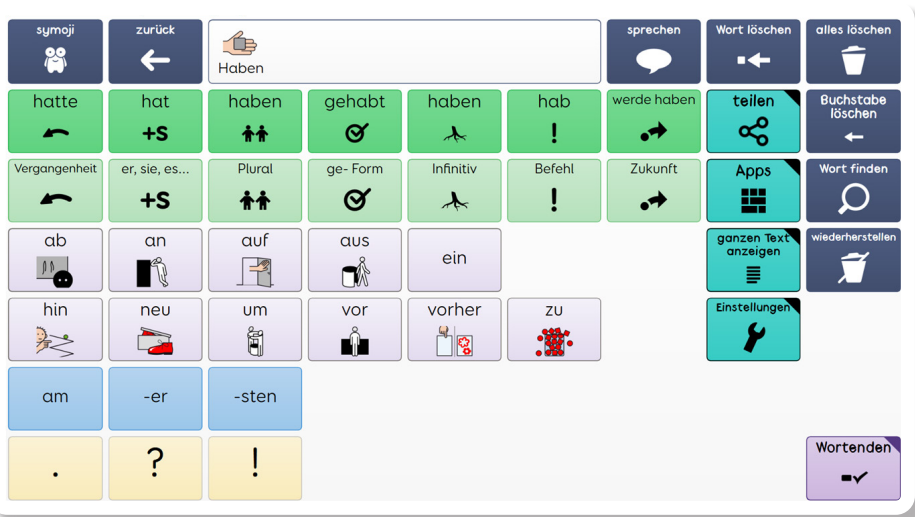 symoji
zurück
Haben
sprechen
Wort löschen
alles löschen
hatte
hat
haben
gehabt
haben
hab
werde haben
teilen
Buchstabe
löschen
+s
!
Vergangenheit
er, sie, es...
Plural
ge- Form
Infinitiv
Befehl
Zukunft
Apps
Wort finden
+s
!
ab
an
auf
aus
ein
ganzen Text
anzeigen
wiederherstellen
hin
neu
um
vor
vorher
zu
Einstellungen
am
-er
-sten
.
?
!
Wortenden